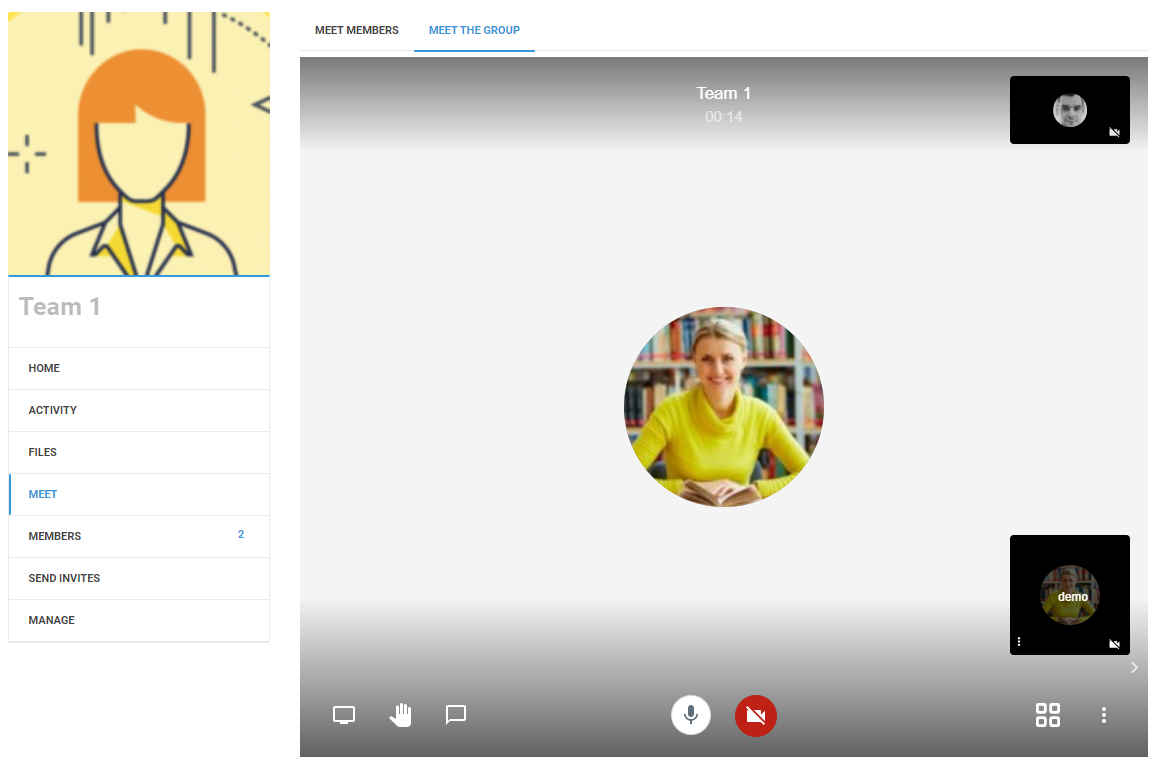 MEET MEMBERS
MEET THE GROUP
Team 1
00:14
Team 1
HOME
ACTIVITY
FILES
MEET
MEMBERS 2
SEND INVITES
MANAGE
demo